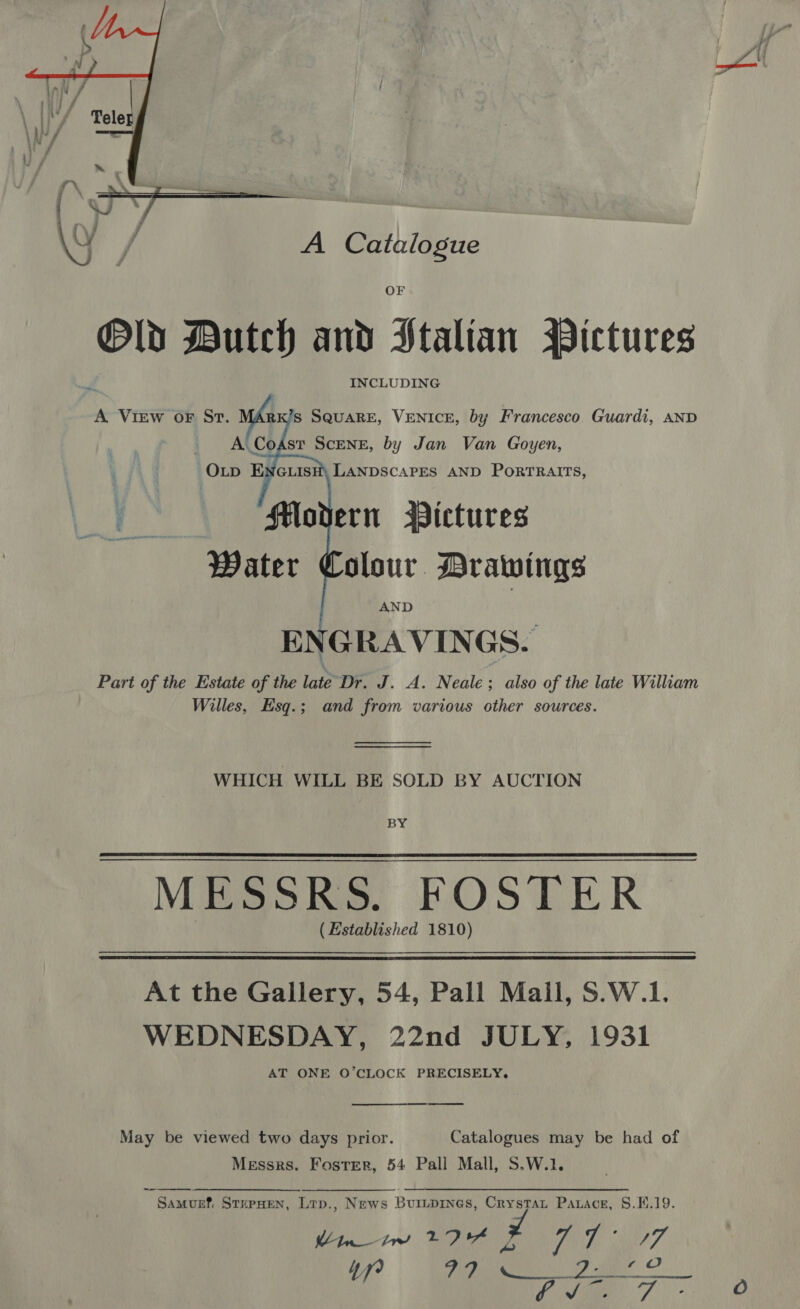 Teleg
A Catalogue
OF
Old Dutch and Italian Pictures
INCLUDING
A VIEW OF ST. MARK'S SQUARE, VENICE, by Francesco Guardi, AND
A COAST SCENE, by Jan Van Goyen,
OLD ENGLISH LANDSCAPES AND PORTRAITS,
Modern Pictures
Water Colour Drawings
AND
ENGRAVINGS.
Part of the Estate of the late Dr. J. A. Neale; also of the late William
Willes, Esq.; and from various other sources.
WHICH WILL BE SOLD BY AUCTION
BY
MESSRS. FOSTER
(Established 1810)
At the Gallery, 54, Pall Mall, S.W.1.
WEDNESDAY, 22nd JULY, 1931
AT ONE O'CLOCK PRECISELY.
May be viewed two days prior. Catalogues may be had of
MESSRS. FOSTER, 54 Pall Mall, S.W.1.
SAMUEL STEPHEN, LTD., NEWS BUILDINGS, CRYSTAL PALACE, S.E.19.